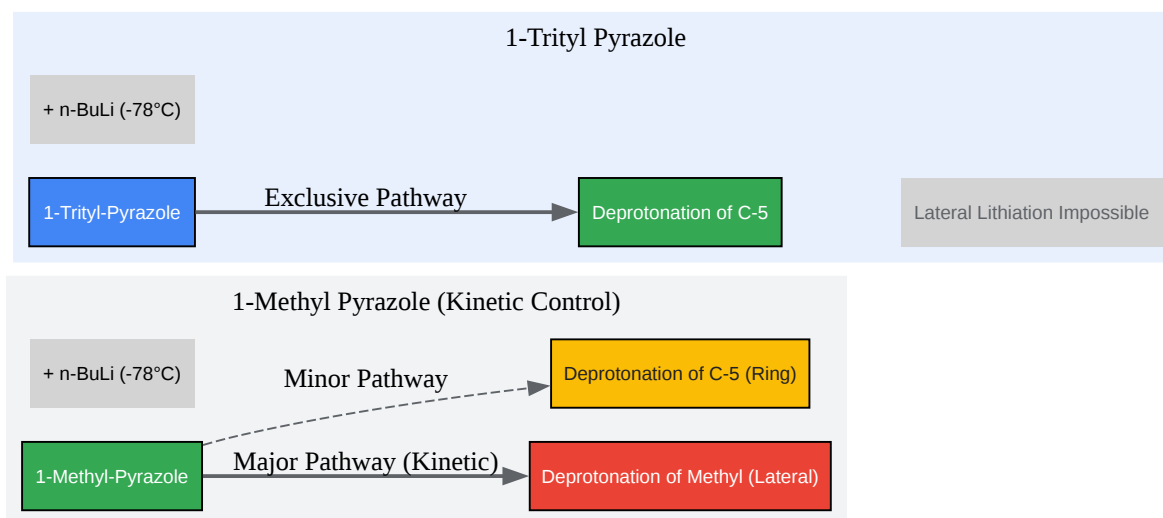 1-Trityl Pyrazole
+ n-BuLi (-78°C)
1-Trityl-Pyrazole
Exclusive Pathway
Deprotonation of C-5
Lateral Lithiation Impossible
1-Methyl Pyrazole (Kinetic Control)
+ n-BuLi (-78°C)
Minor Pathway
Deprotonation of C-5 (Ring)
1-Methyl-Pyrazole
Major Pathway (Kinetic)
Deprotonation of Methyl (Lateral)